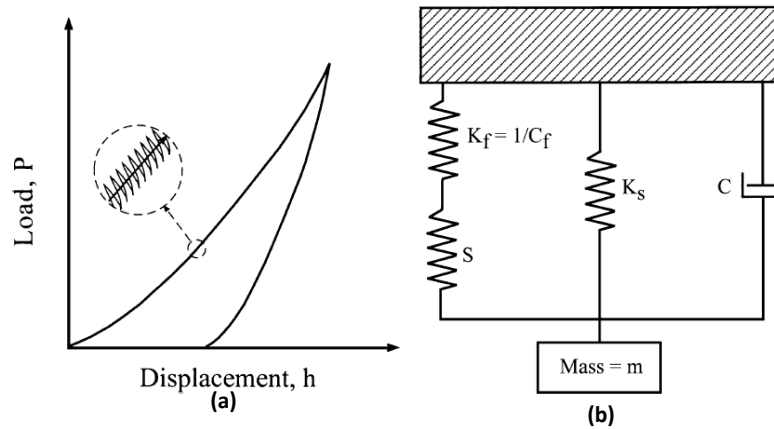 Load, P
Displacement, h
(a)
K_f = 1/C_f
S
K_s
C
Mass = m
(b)